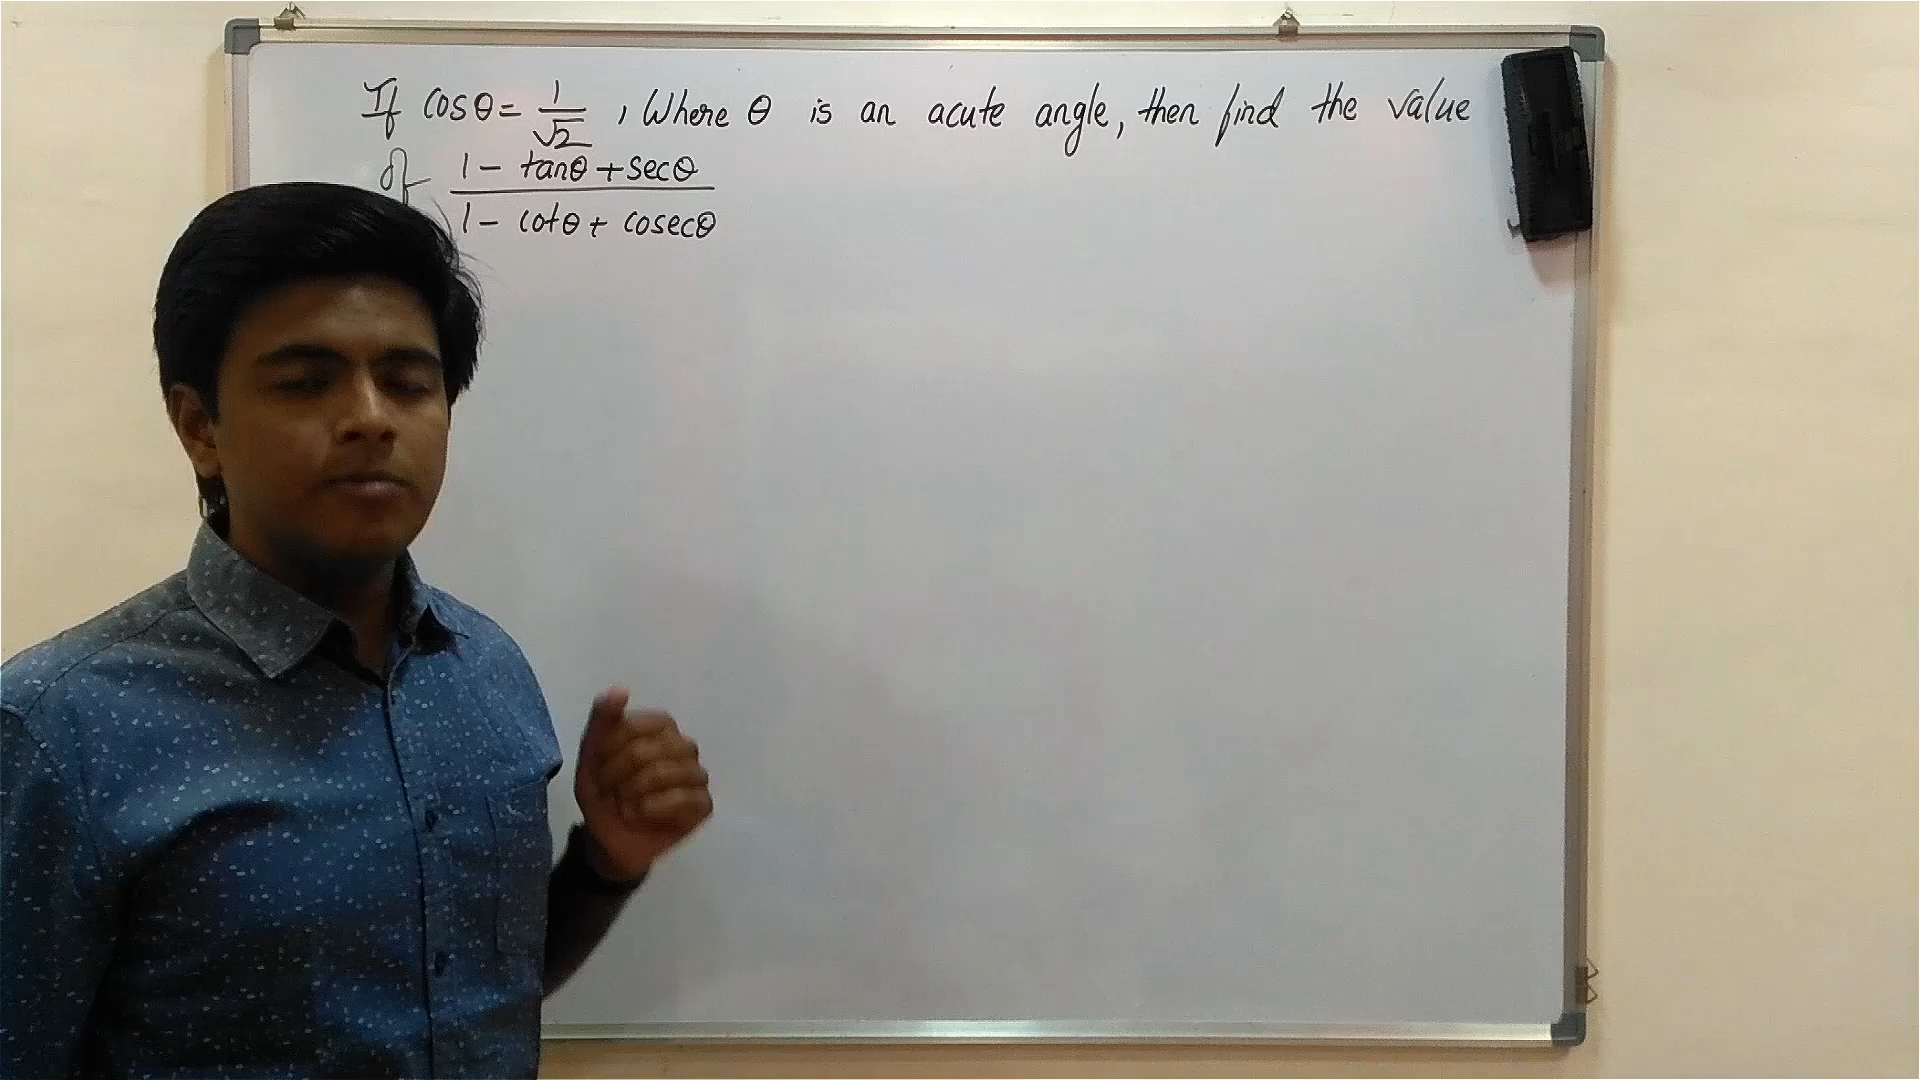 If cosθ = 1/√2 , Where θ is an acute angle, then find the value
of (1 - tanθ + secθ)/(1 - cotθ + cosecθ)